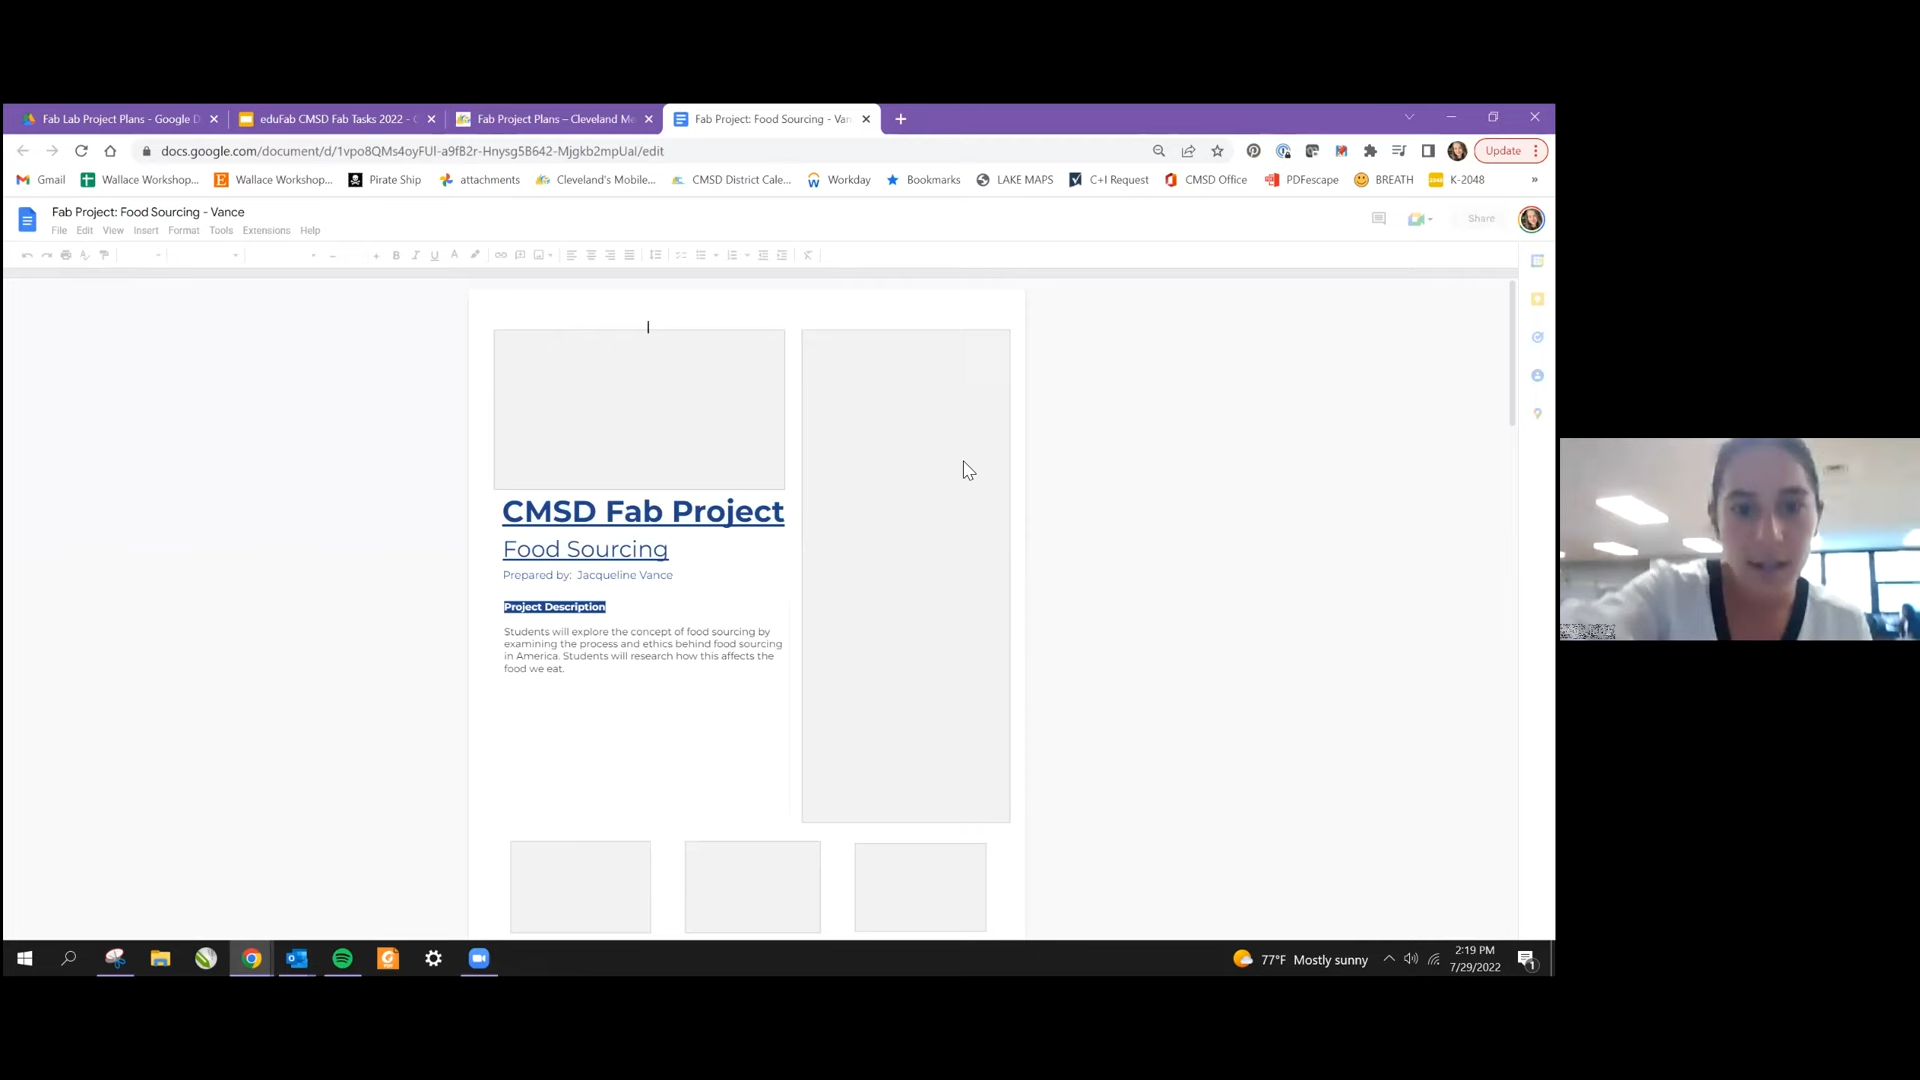 Fab Lab Project Plans - Google D
eduFab CMSD Fab Tasks 2022 - G
Fab Project Plans – Cleveland Me
Fab Project: Food Sourcing - Van
docs.google.com/document/d/1vpo8QMs4oyFUl-a9fB2r-Hnysg5B642-Mjgkb2mpUaI/edit
Update
Gmail
Wallace Workshop...
Wallace Workshop...
Pirate Ship
attachments
Cleveland's Mobile...
CMSD District Cale...
Workday
Bookmarks
LAKE MAPS
C+I Request
CMSD Office
PDFescape
BREATH
K-2048
»
Fab Project: Food Sourcing - Vance
Share
File Edit View Insert Format Tools Extensions Help
CMSD Fab Project
Food Sourcing
Prepared by: Jacqueline Vance
Project Description
Students will explore the concept of food sourcing by
examining the process and ethics behind food sourcing
in America. Students will research how this affects the
food we eat.
77°F Mostly sunny
2:19 PM
7/29/2022
1